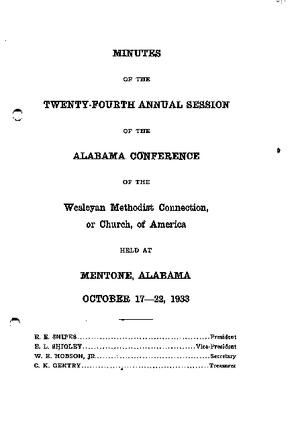 MINUTES
OF THE
TWENTY-FOURTH ANNUAL SESSION
OF THE
ALABAMA CONFERENCE
OF THE
Wesleyan Methodist Connection,
or Church, of America
HELD AT
MENTONE, ALABAMA
OCTOBER 17—22, 1933
R. E. SHIPES President
E. L. SHIGLEY Vice-President
W. E. HOBSON, JR. Secretary
C. K. GENTRY Treasurer